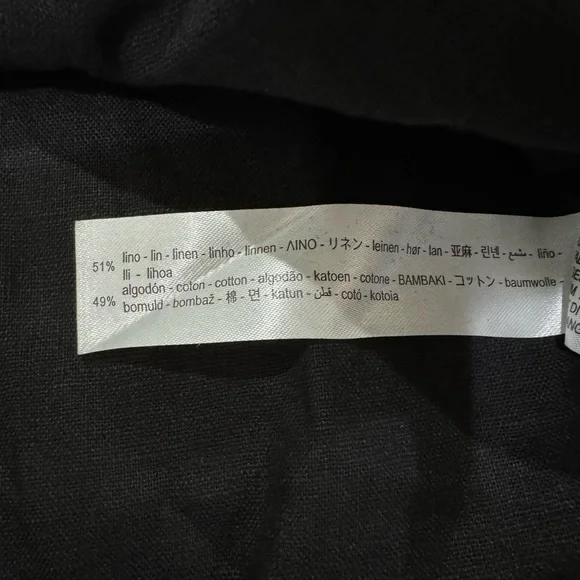 51% lino - lin - linen - linho - linnen - ΛΙΝΟ - リネン - leinen - hør - lan - 亚麻 - 린넨 - شمع - liño -
lli - lihoa
49% algodón - coton - cotton - algodão - katoen - cotone - BAMBAKI - コットン - baumwolle -
bomuld - bombaž - 棉 - 면 - katun - قطن - cotó - kotoia